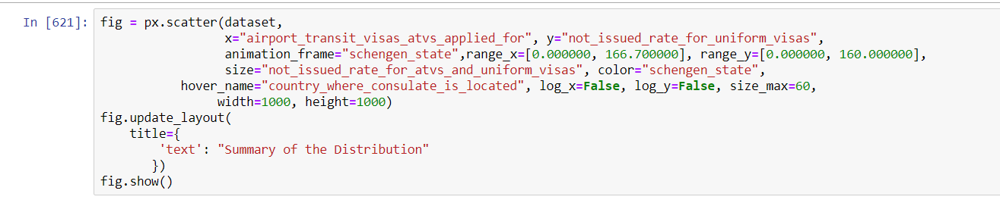 In [621]: fig = px.scatter(dataset,
x="airport_transit_visas_atvs_applied_for", y="not_issued_rate_for_uniform_visas",
animation_frame="schengen_state",range_x=[0.000000, 166.700000], range_y=[0.000000, 160.000000],
size="not_issued_rate_for_atvs_and_uniform_visas", color="schengen_state",
hover_name="country_where_consulate_is_located", log_x=False, log_y=False, size_max=60,
width=1000, height=1000)
fig.update_layout(
title={
'text': "Summary of the Distribution"
})
fig.show()